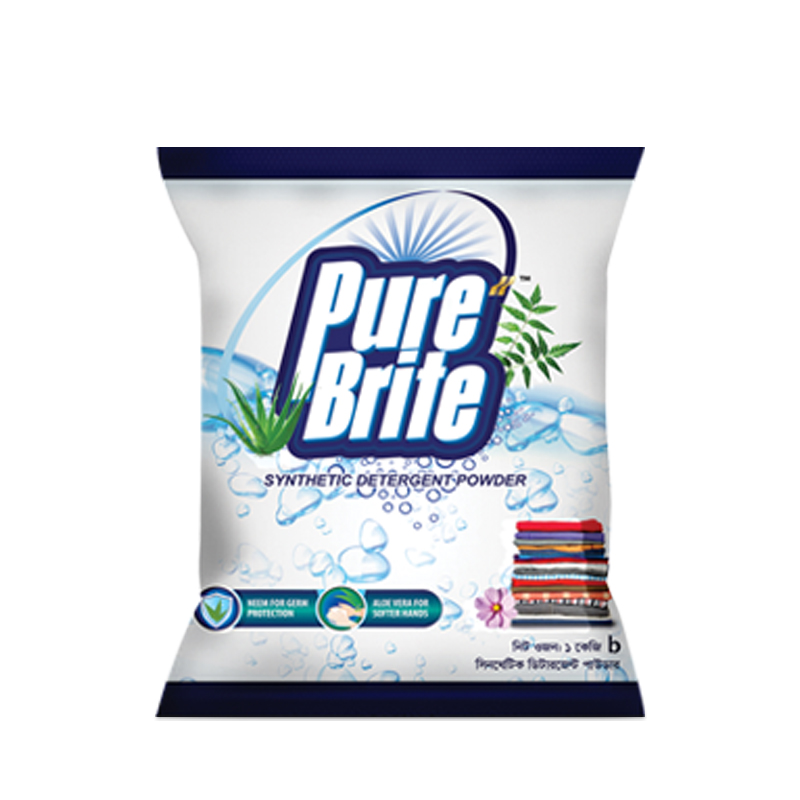 Pure
Brite
™
SYNTHETIC DETERGENT POWDER
NEEM FOR GERM
PROTECTION
ALOE VERA FOR
SOFTER HANDS
নিট ওজন: ১ কেজি b
সিনথেটিক ডিটারজেন্ট পাউডার